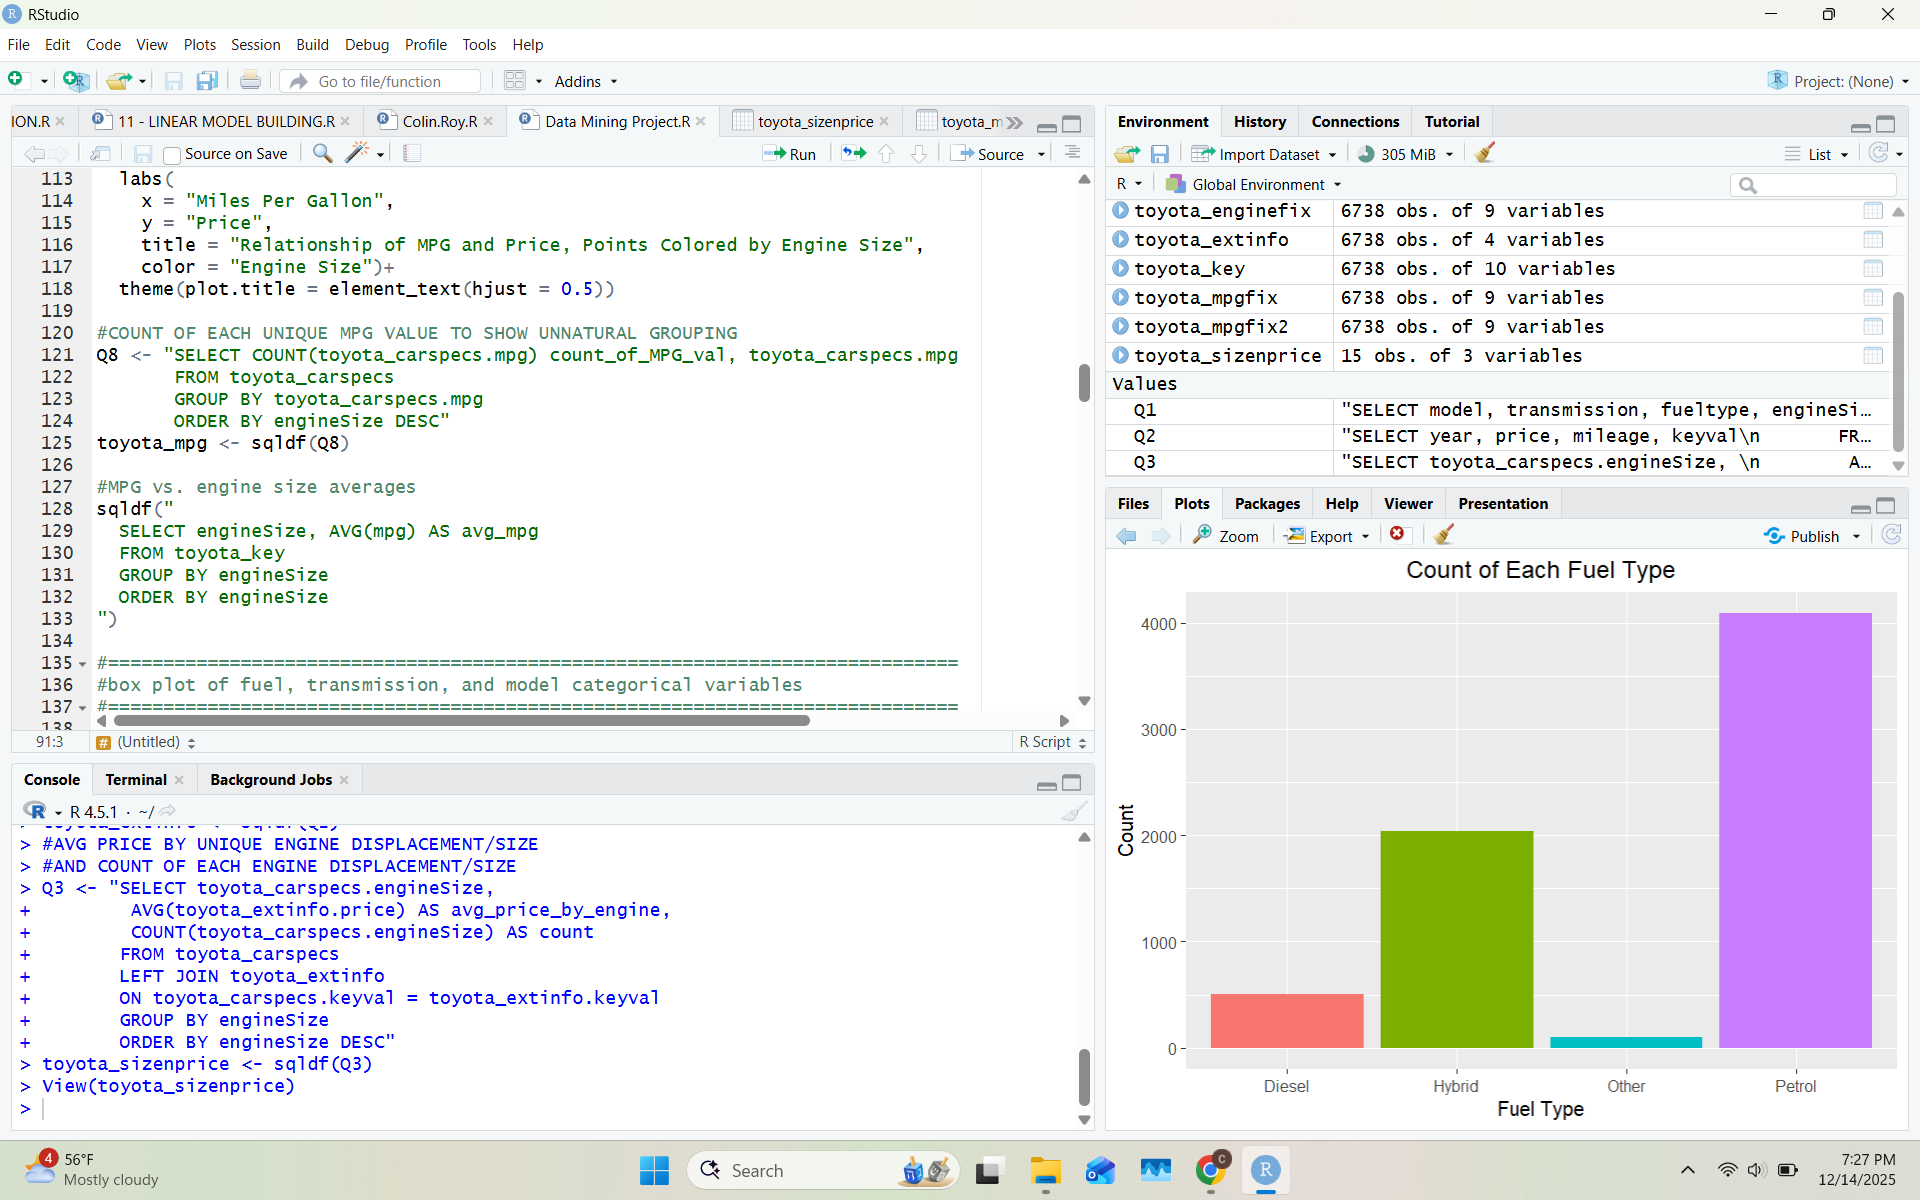 RStudio
File Edit Code View Plots Session Build Debug Profile Tools Help
Go to file/function Addins Project: (None)
ION.R 11 - LINEAR MODEL BUILDING.R Colin.Roy.R Data Mining Project.R toyota_sizenprice toyota_m
Source on Save Run Source
113 labs(
114 x = "Miles Per Gallon",
115 y = "Price",
116 title = "Relationship of MPG and Price, Points Colored by Engine Size",
117 color = "Engine Size")+
118 theme(plot.title = element_text(hjust = 0.5))
119
120 #COUNT OF EACH UNIQUE MPG VALUE TO SHOW UNNATURAL GROUPING
121 Q8 <- "SELECT COUNT(toyota_carspecs.mpg) count_of_MPG_val, toyota_carspecs.mpg
122 FROM toyota_carspecs
123 GROUP BY toyota_carspecs.mpg
124 ORDER BY engineSize DESC"
125 toyota_mpg <- sqldf(Q8)
126
127 #MPG vs. engine size averages
128 sqldf("
129 SELECT engineSize, AVG(mpg) AS avg_mpg
130 FROM toyota_key
131 GROUP BY engineSize
132 ORDER BY engineSize
133 ")
134
135 #=============================================================================
136 #box plot of fuel, transmission, and model categorical variables
137 #=============================================================================
138
91:3 # (Untitled) R Script
Console Terminal Background Jobs
R 4.5.1 · ~/
> toyota_extinfo <- sqldf(Q2)
> #AVG PRICE BY UNIQUE ENGINE DISPLACEMENT/SIZE
> #AND COUNT OF EACH ENGINE DISPLACEMENT/SIZE
> Q3 <- "SELECT toyota_carspecs.engineSize,
+ AVG(toyota_extinfo.price) AS avg_price_by_engine,
+ COUNT(toyota_carspecs.engineSize) AS count
+ FROM toyota_carspecs
+ LEFT JOIN toyota_extinfo
+ ON toyota_carspecs.keyval = toyota_extinfo.keyval
+ GROUP BY engineSize
+ ORDER BY engineSize DESC"
> toyota_sizenprice <- sqldf(Q3)
> View(toyota_sizenprice)
>
Environment History Connections Tutorial
Import Dataset 305 MiB List
R Global Environment
toyota_enginefix 6738 obs. of 9 variables
toyota_extinfo 6738 obs. of 4 variables
toyota_key 6738 obs. of 10 variables
toyota_mpgfix 6738 obs. of 9 variables
toyota_mpgfix2 6738 obs. of 9 variables
toyota_sizenprice 15 obs. of 3 variables
Values
Q1 "SELECT model, transmission, fueltype, engineSi…
Q2 "SELECT year, price, mileage, keyval\n FR…
Q3 "SELECT toyota_carspecs.engineSize, \n A…
Files Plots Packages Help Viewer Presentation
Zoom Export Publish
Count of Each Fuel Type
4000
3000
2000
1000
0
Count
Diesel Hybrid Other Petrol
Fuel Type
4 56°F
Mostly cloudy
Search
C
7:27 PM
12/14/2025